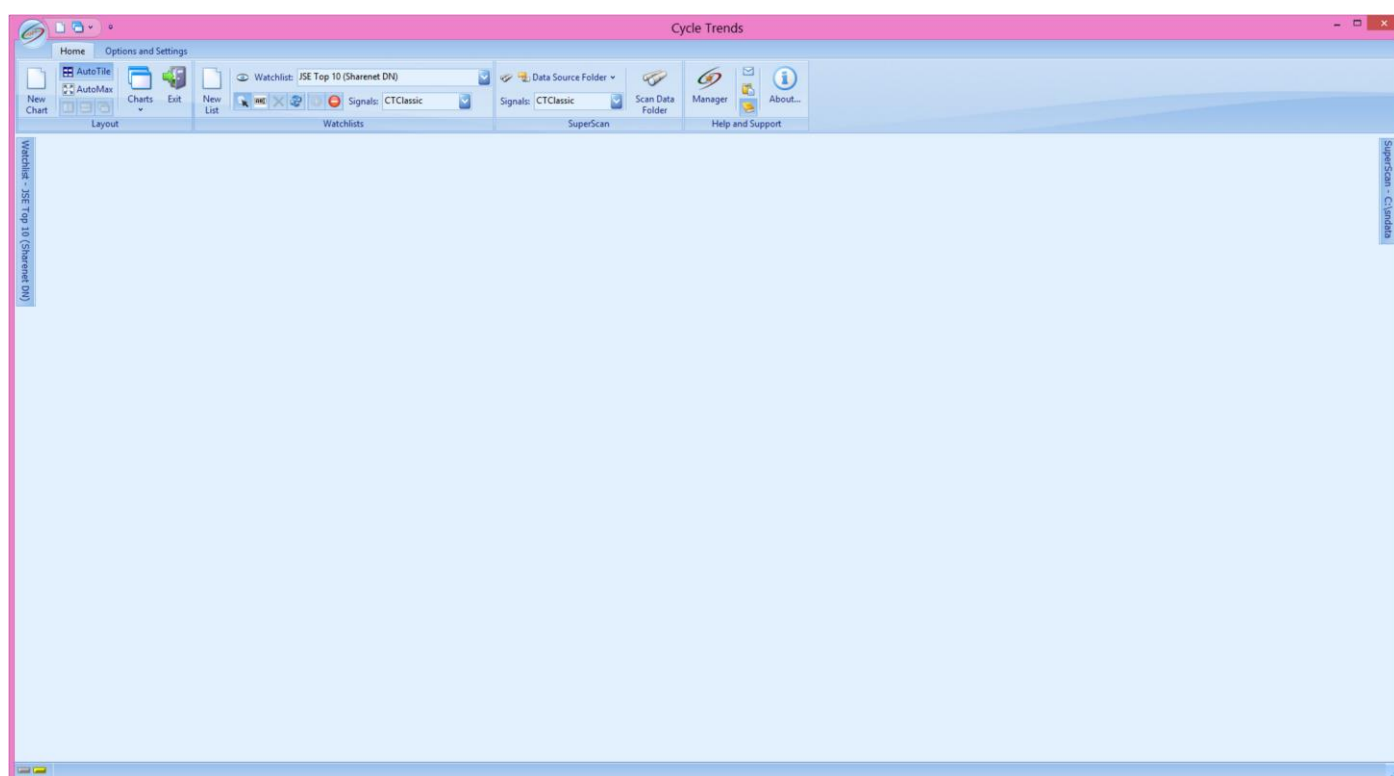 Cycle Trends
Home Options and Settings
AutoTile
AutoMax
New Chart
Charts
Exit
Layout
New List
Watchlist: JSE Top 10 (Sharenet DN)
Signals: CTClassic
Watchlists
Data Source Folder
Signals: CTClassic
Scan Data Folder
SuperScan
Manager
About...
Help and Support
Watchlist - JSE Top 10 (Sharenet DN)
SuperScan - C:\sndata